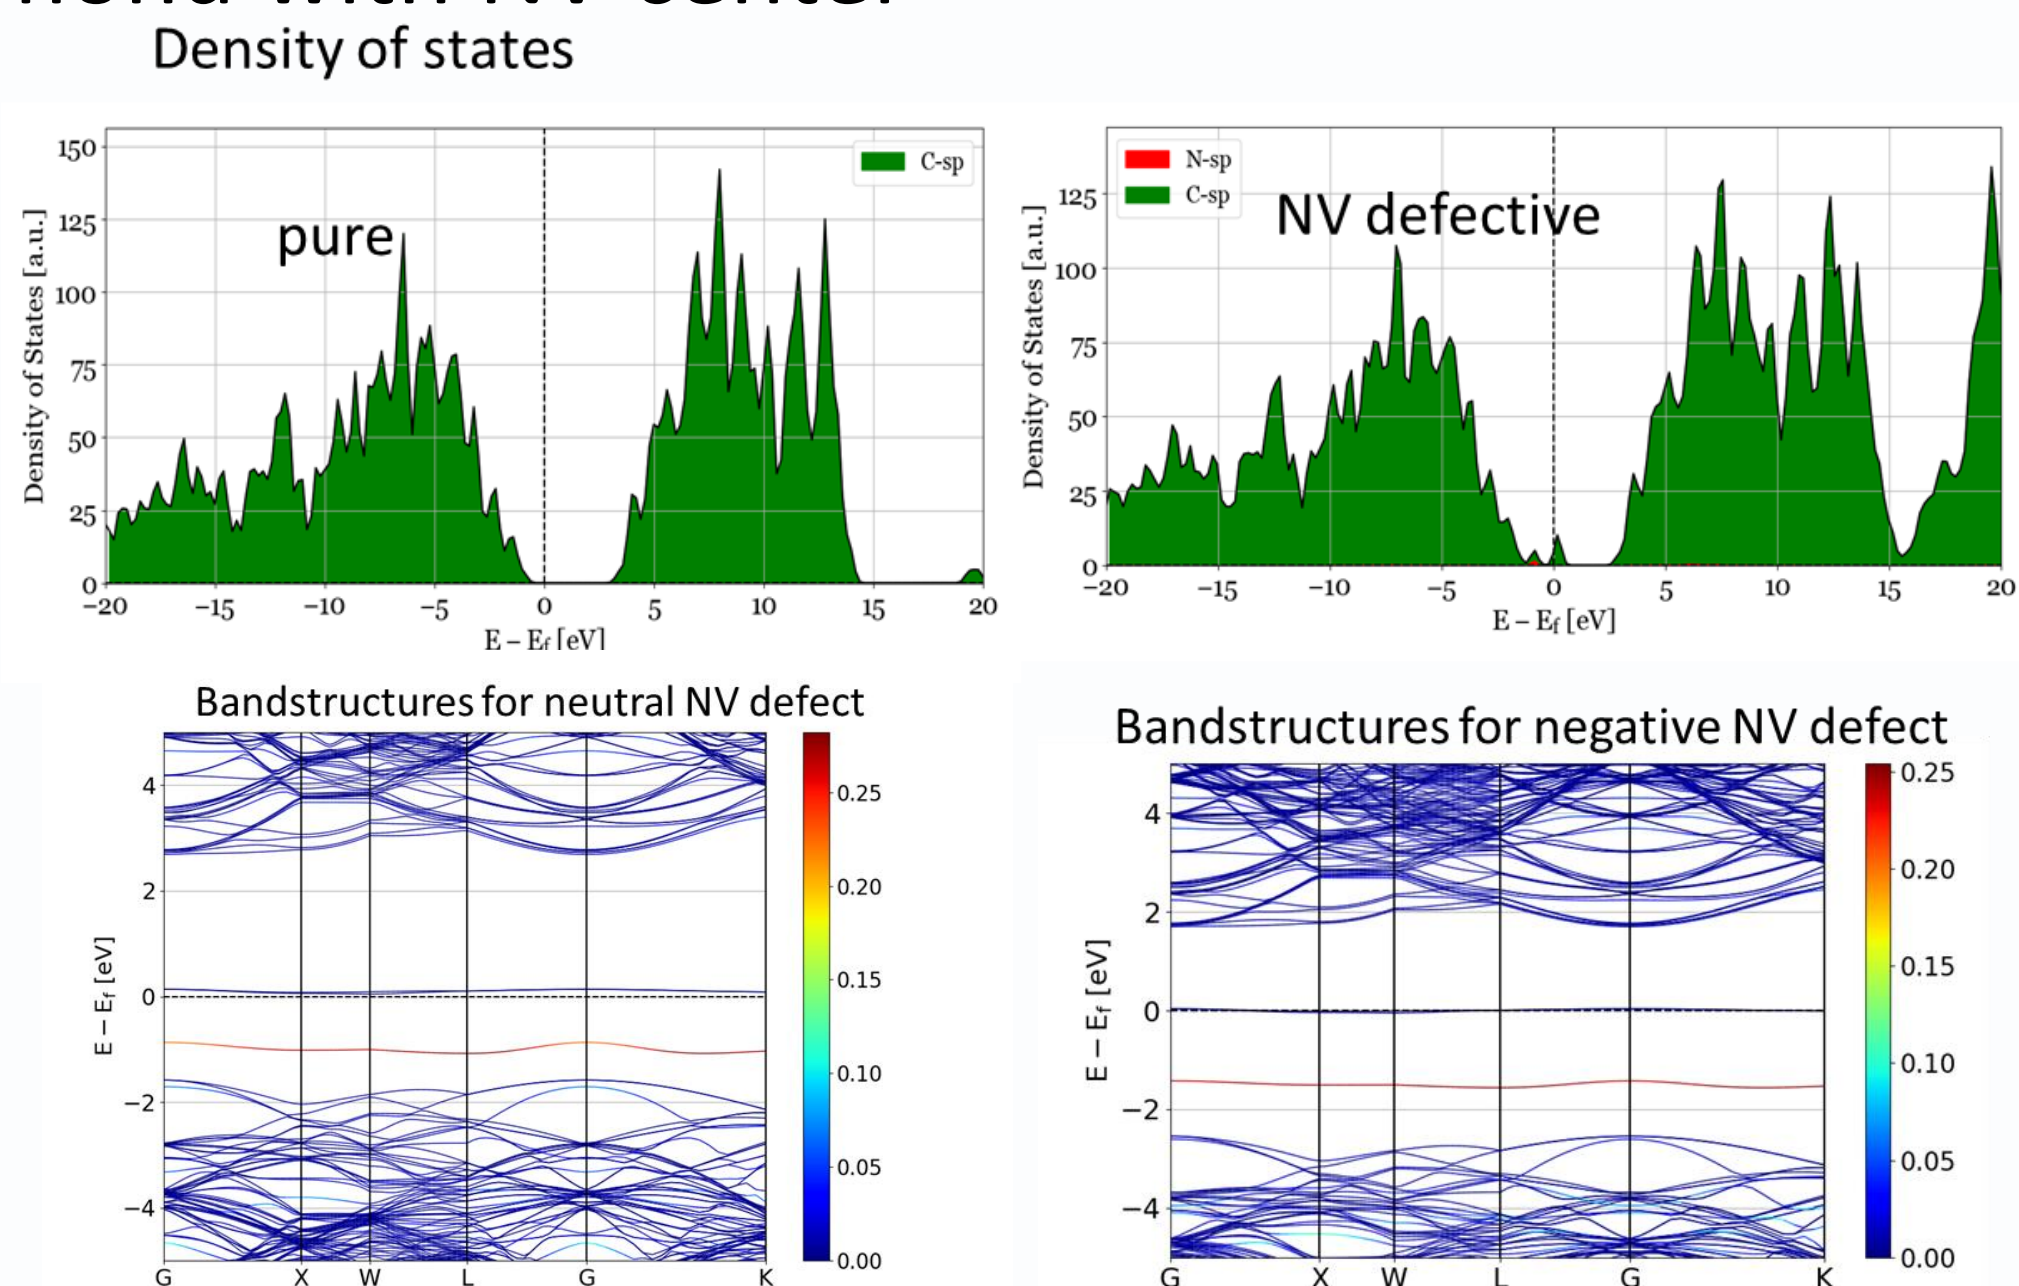 with NV center
Density of states
150
125
100
75
50
25
0
−20 −15 −10 −5 0 5 10 15 20
Density of States [a.u.]
E − Ef [eV]
C-sp
pure
125
100
75
50
25
0
−20 −15 −10 −5 0 5 10 15 20
Density of States [a.u.]
E − Ef [eV]
N-sp
C-sp
NV defective
Bandstructures for neutral NV defect
4
2
0
−2
−4
E − Ef [eV]
G X W L G K
0.25
0.20
0.15
0.10
0.05
0.00
Bandstructures for negative NV defect
4
2
0
−2
−4
E − Ef [eV]
G X W L G K
0.25
0.20
0.15
0.10
0.05
0.00